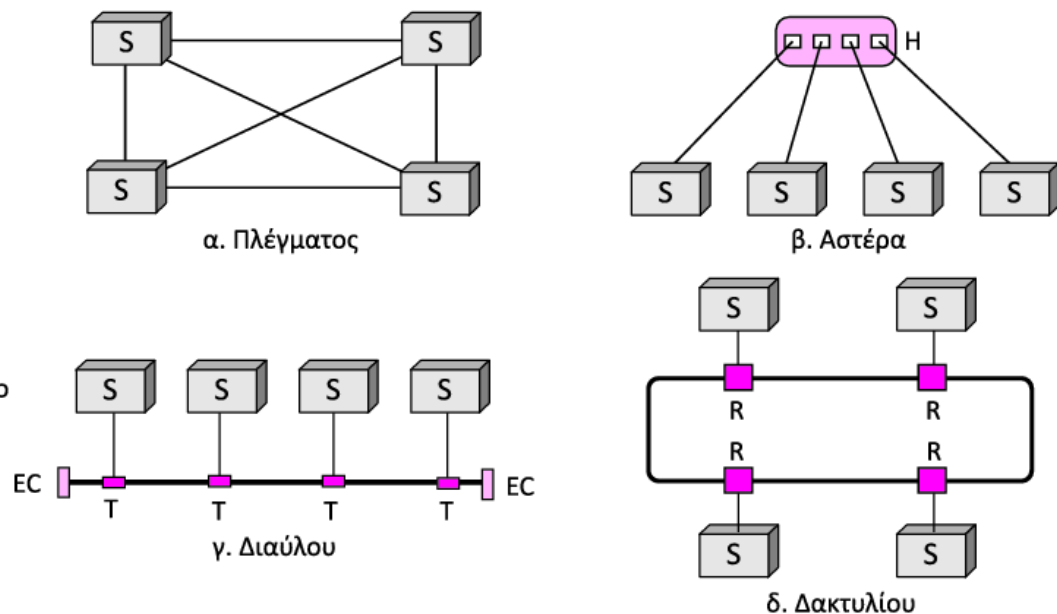 S S
S S
α. Πλέγματος
H
S S S S
β. Αστέρα
S S S S
EC EC
T T T T
γ. Διαύλου
S S
R R
R R
S S
δ. Δακτυλίου